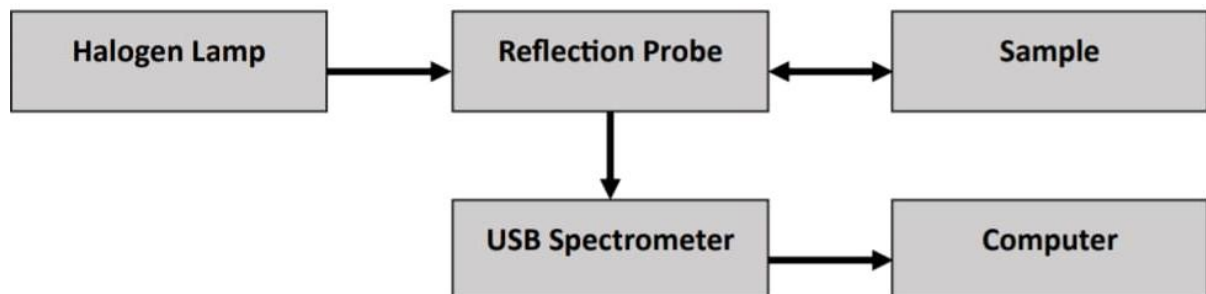 Halogen Lamp
Reflection Probe
Sample
USB Spectrometer
Computer